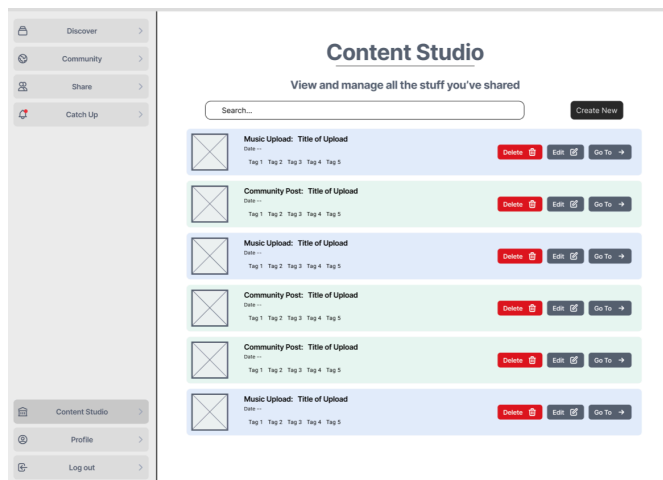 Discover
Community
Share
Catch Up
Content Studio
Profile
Log out
Content Studio
View and manage all the stuff you've shared
Search...
Create New
Music Upload: Title of Upload
Date --
Tag 1 Tag 2 Tag 3 Tag 4 Tag 5
Delete Edit Go To
Community Post: Title of Upload
Date --
Tag 1 Tag 2 Tag 3 Tag 4 Tag 5
Delete Edit Go To
Music Upload: Title of Upload
Date --
Tag 1 Tag 2 Tag 3 Tag 4 Tag 5
Delete Edit Go To
Community Post: Title of Upload
Date --
Tag 1 Tag 2 Tag 3 Tag 4 Tag 5
Delete Edit Go To
Community Post: Title of Upload
Date --
Tag 1 Tag 2 Tag 3 Tag 4 Tag 5
Delete Edit Go To
Music Upload: Title of Upload
Date --
Tag 1 Tag 2 Tag 3 Tag 4 Tag 5
Delete Edit Go To